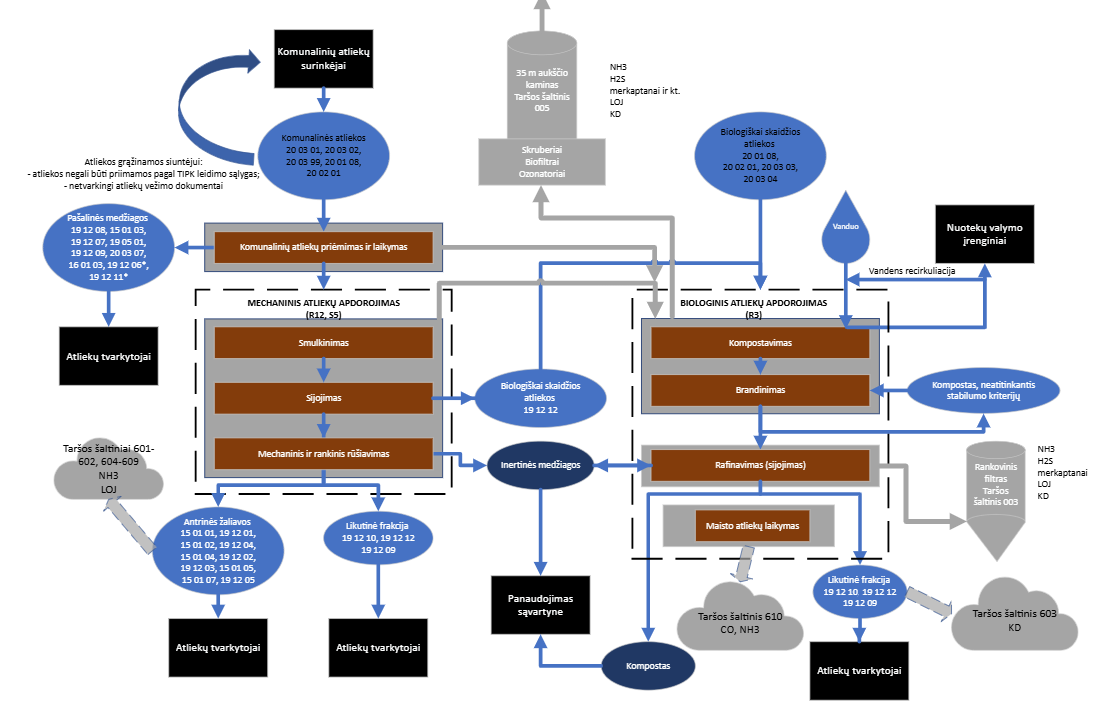 Komunalinių atliekų
surinkėjai
Komunalinės atliekos
20 03 01, 20 03 02,
20 03 99, 20 01 08,
20 02 01
Atliekos grąžinamos siuntėjui:
- atliekos negali būti priimamos pagal TIPK leidimo sąlygas;
- netvarkingi atliekų vežimo dokumentai
35 m aukščio
kaminas
Taršos šaltinis
005
NH3
H2S
merkaptanai ir kt.
LOJ
KD
Skruberiai
Biofiltrai
Ozonatoriai
Biologiškai skaidžios
atliekos
20 01 08,
20 02 01, 20 03 03,
20 03 04
Vanduo
Nuotekų valymo
įrenginiai
Vandens recirkuliacija
Pašalinės medžiagos
19 12 08, 15 01 03,
19 12 07, 19 05 01,
19 12 09, 20 03 07,
16 01 03, 19 12 06*,
19 12 11*
Komunalinių atliekų priėmimas ir laikymas
Atliekų tvarkytojai
MECHANINIS ATLIEKŲ APDOROJIMAS
(R12, S5)
Smulkinimas
Sijojimas
Mechaninis ir rankinis rūšiavimas
Biologiškai skaidžios
atliekos
19 12 12
BIOLOGINIS ATLIEKŲ APDOROJIMAS
(R3)
Kompostavimas
Brandinimas
Kompostas, neatitinkantis
stabilumo kriterijų
Inertinės medžiagos
Rafinavimas (sijojimas)
Maisto atliekų laikymas
Rankovinis
filtras
Taršos
šaltinis 003
NH3
H2S
merkaptanai
LOJ
KD
Taršos šaltiniai 601-
602, 604-609
NH3
LOJ
Antrinės žaliavos
15 01 01, 19 12 01,
15 01 02, 19 12 04,
15 01 04, 19 12 02,
19 12 03, 15 01 05,
15 01 07, 19 12 05
Likutinė frakcija
19 12 10, 19 12 12
19 12 09
Atliekų tvarkytojai
Atliekų tvarkytojai
Panaudojimas
sąvartyne
Kompostas
Taršos šaltinis 610
CO, NH3
Likutinė frakcija
19 12 10 19 12 12
19 12 09
Taršos šaltinis 603
KD
Atliekų tvarkytojai